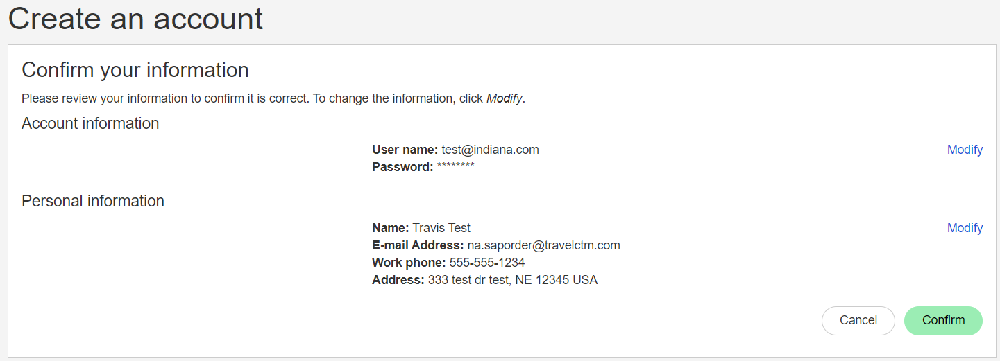 Create an account
Confirm your information
Please review your information to confirm it is correct. To change the information, click Modify.
Account information
User name: test@indiana.com Modify
Password: ********
Personal information
Name: Travis Test Modify
E-mail Address: na.saporder@travelctm.com
Work phone: 555-555-1234
Address: 333 test dr test, NE 12345 USA
Cancel Confirm